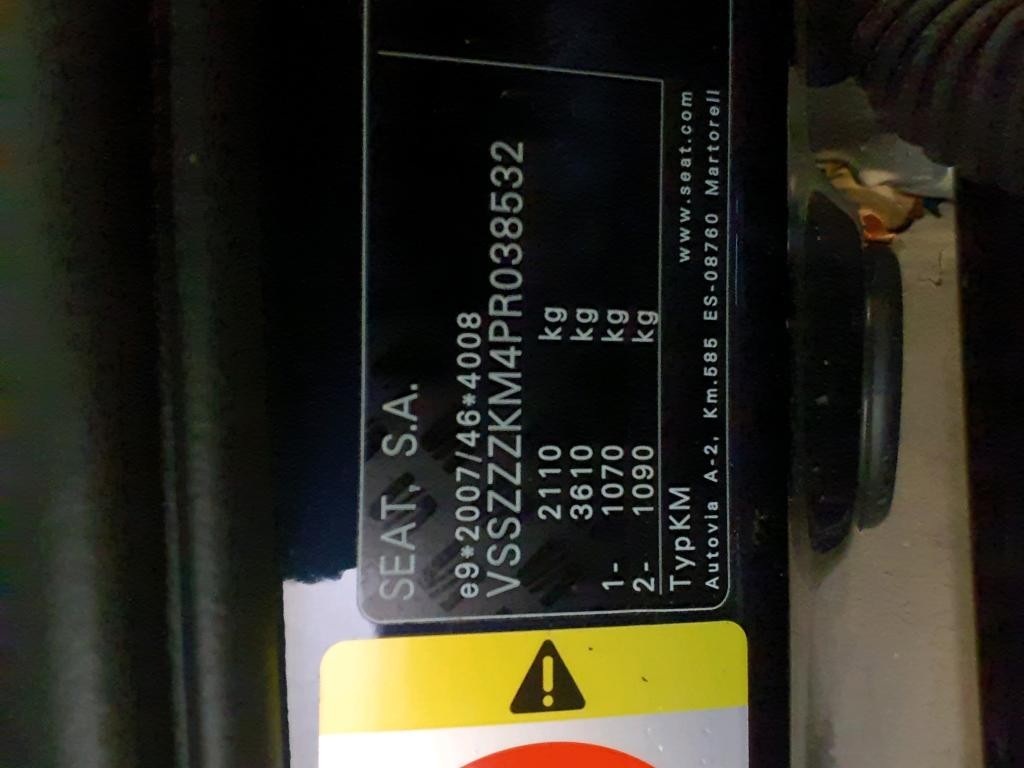 SEAT, S.A.
e9*2007/46*4008
VSSZZZKM4PR038532
2110 kg
3610 kg
1- 1070 kg
2- 1090 kg
TypKM www.seat.com
Autovia A-2, Km.585 ES-08760 Martorell